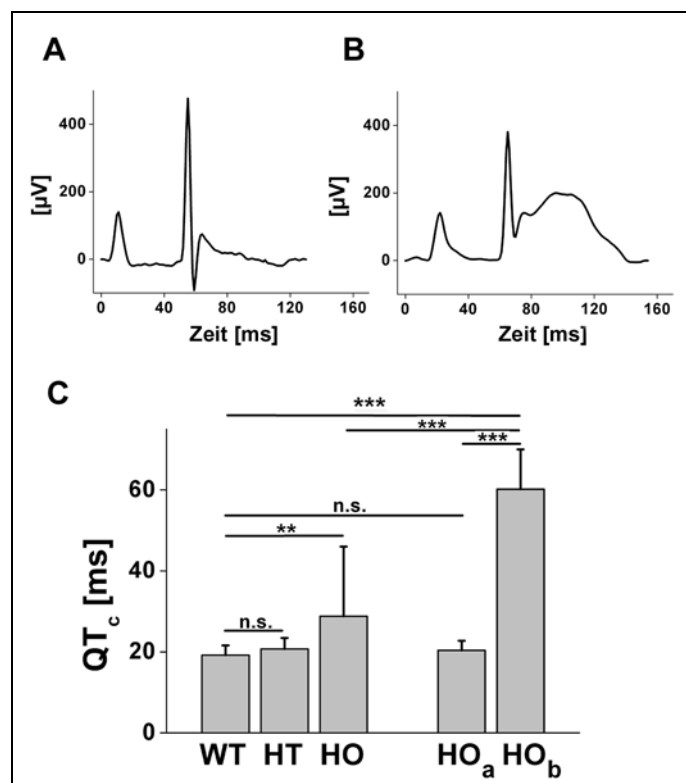 A
B
[µV]
400
200
0
0 40 80 120 160
Zeit [ms]
[µV]
400
200
0
0 40 80 120 160
Zeit [ms]
C
***
***
***
n.s.
**
n.s.
QTc [ms]
60
40
20
0
WT HT HO HOa HOb